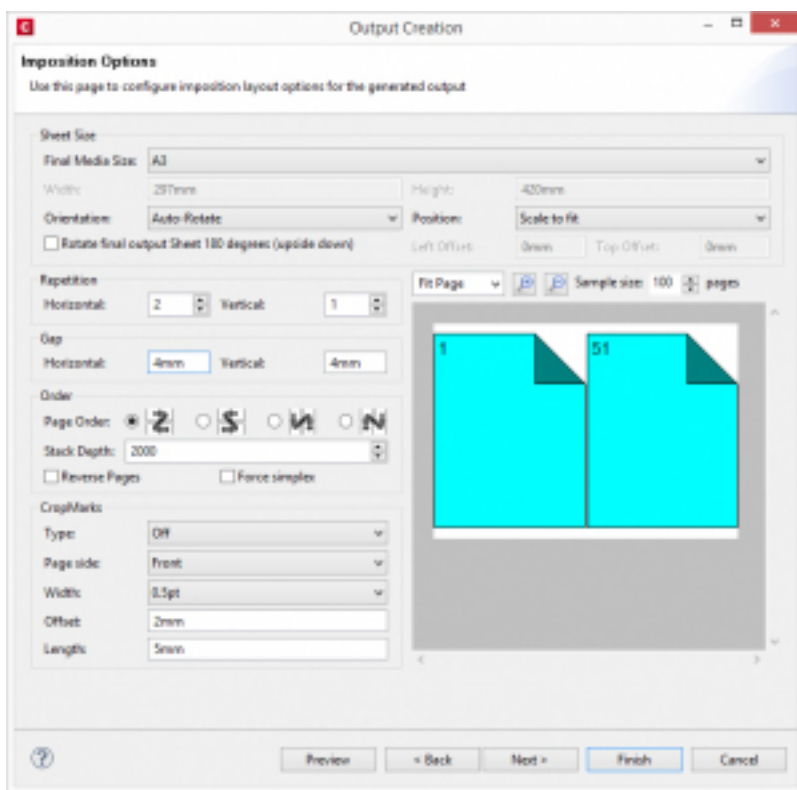 Output Creation
Imposition Options
Use this page to configure imposition layout options for the generated output
Sheet Size
Final Media Size: A3
Width: 297mm Height: 420mm
Orientation: Auto-Rotate Position: Scale to fit
Rotate final output Sheet 180 degrees (upside down) Left Offset: 0mm Top Offset: 0mm
Repetition
Horizontal: 2 Vertical: 1
Fit Page Sample size: 100 pages
Gap
Horizontal: 4mm Vertical: 4mm
1 51
Order
Page Order:
Stack Depth: 2000
Reverse Pages Force simplex
CropMarks
Type: Off
Page side: Front
Width: 0.5pt
Offset: 2mm
Length: 5mm
Preview < Back Next > Finish Cancel